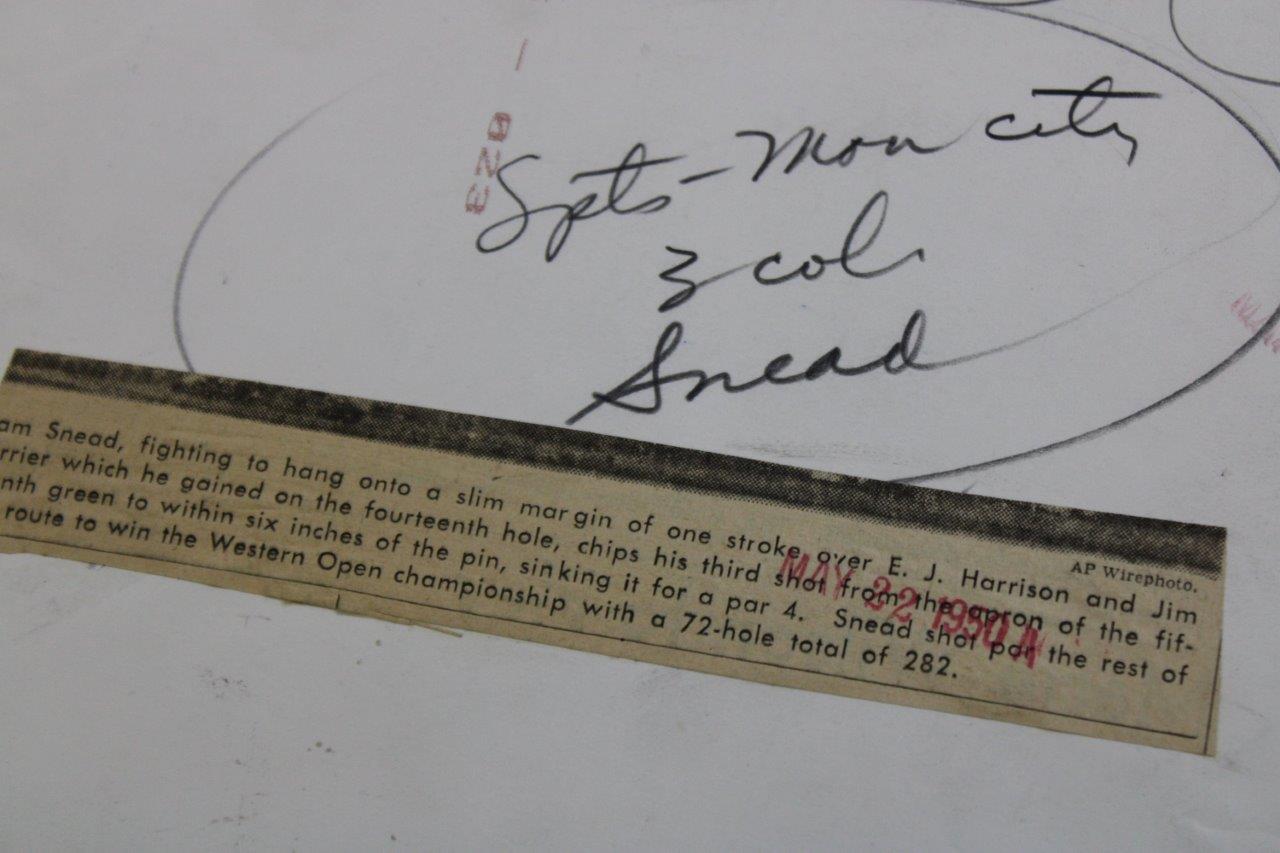 Spts - Mon city
3 col.
Snead
AP Wirephoto.
am Snead, fighting to hang onto a slim margin of one stroke over E. J. Harrison and Jim
rrier which he gained on the fourteenth hole, chips his third shot from the apron of the fif-
nth green to within six inches of the pin, sinking it for a par 4. Snead shot par the rest of
route to win the Western Open championship with a 72-hole total of 282.
MAY 22 1950